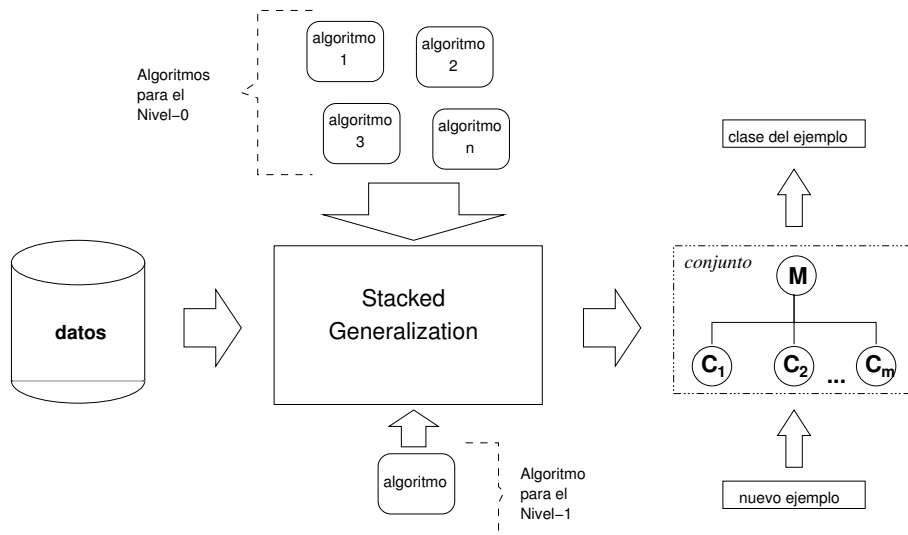 Algoritmos
para el
Nivel−0
algoritmo
1
algoritmo
2
algoritmo
3
algoritmo
n
datos
Stacked
Generalization
algoritmo
Algoritmo
para el
Nivel−1
clase del ejemplo
conjunto
M
C1
C2
...
Cm
nuevo ejemplo